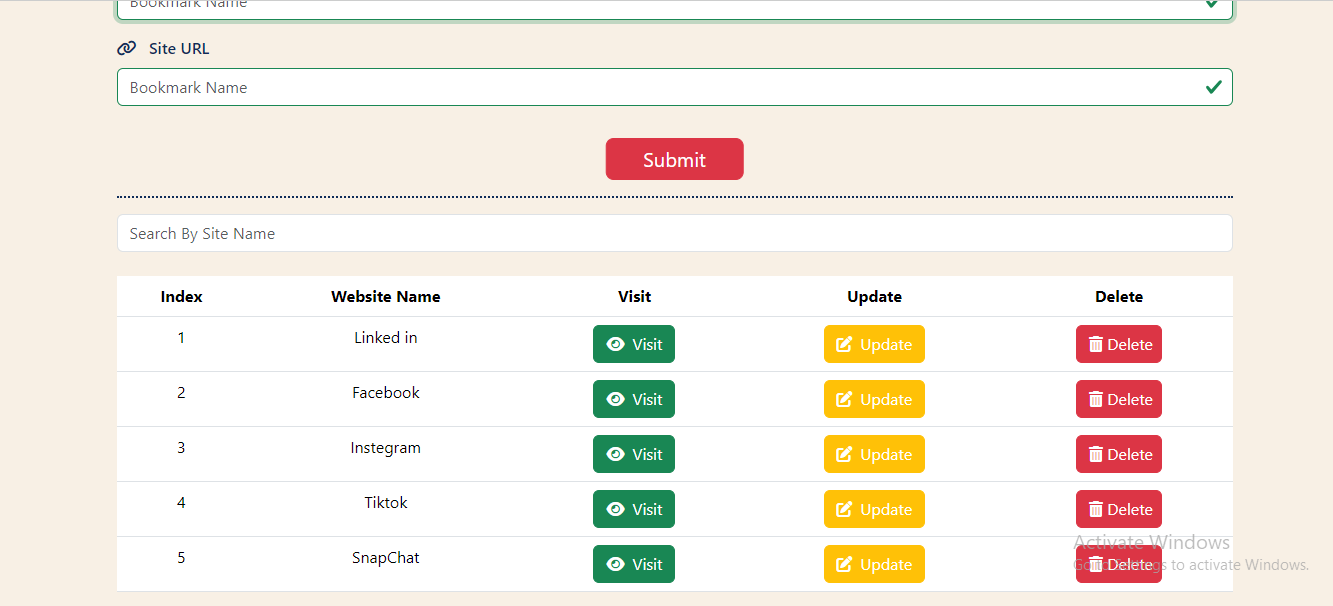 Bookmark Name
Site URL
Bookmark Name
Submit
Search By Site Name
Index Website Name Visit Update Delete
1 Linked in Visit Update Delete
2 Facebook Visit Update Delete
3 Instegram Visit Update Delete
4 Tiktok Visit Update Delete
5 SnapChat Visit Update Delete
Activate Windows
Go to Settings to activate Windows.